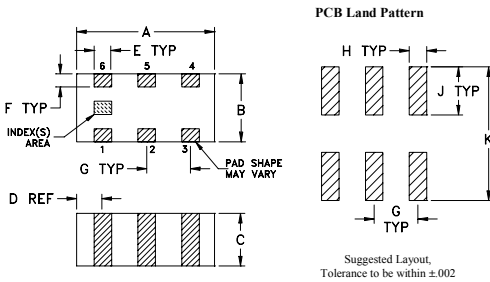 PCB Land Pattern
A
E TYP
6 5 4
F TYP
B
INDEX(S)
AREA
1 2 3
G TYP
PAD SHAPE
MAY VARY
D REF
C
H TYP
J TYP
K
G
TYP
Suggested Layout,
Tolerance to be within ±.002